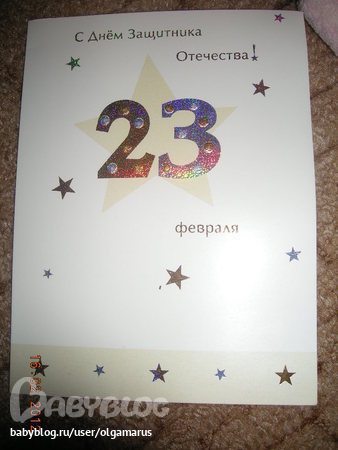 С Днём Защитника
Отечества!
23
февраля
BABYBLOG
babyblog.ru/user/olgamarus